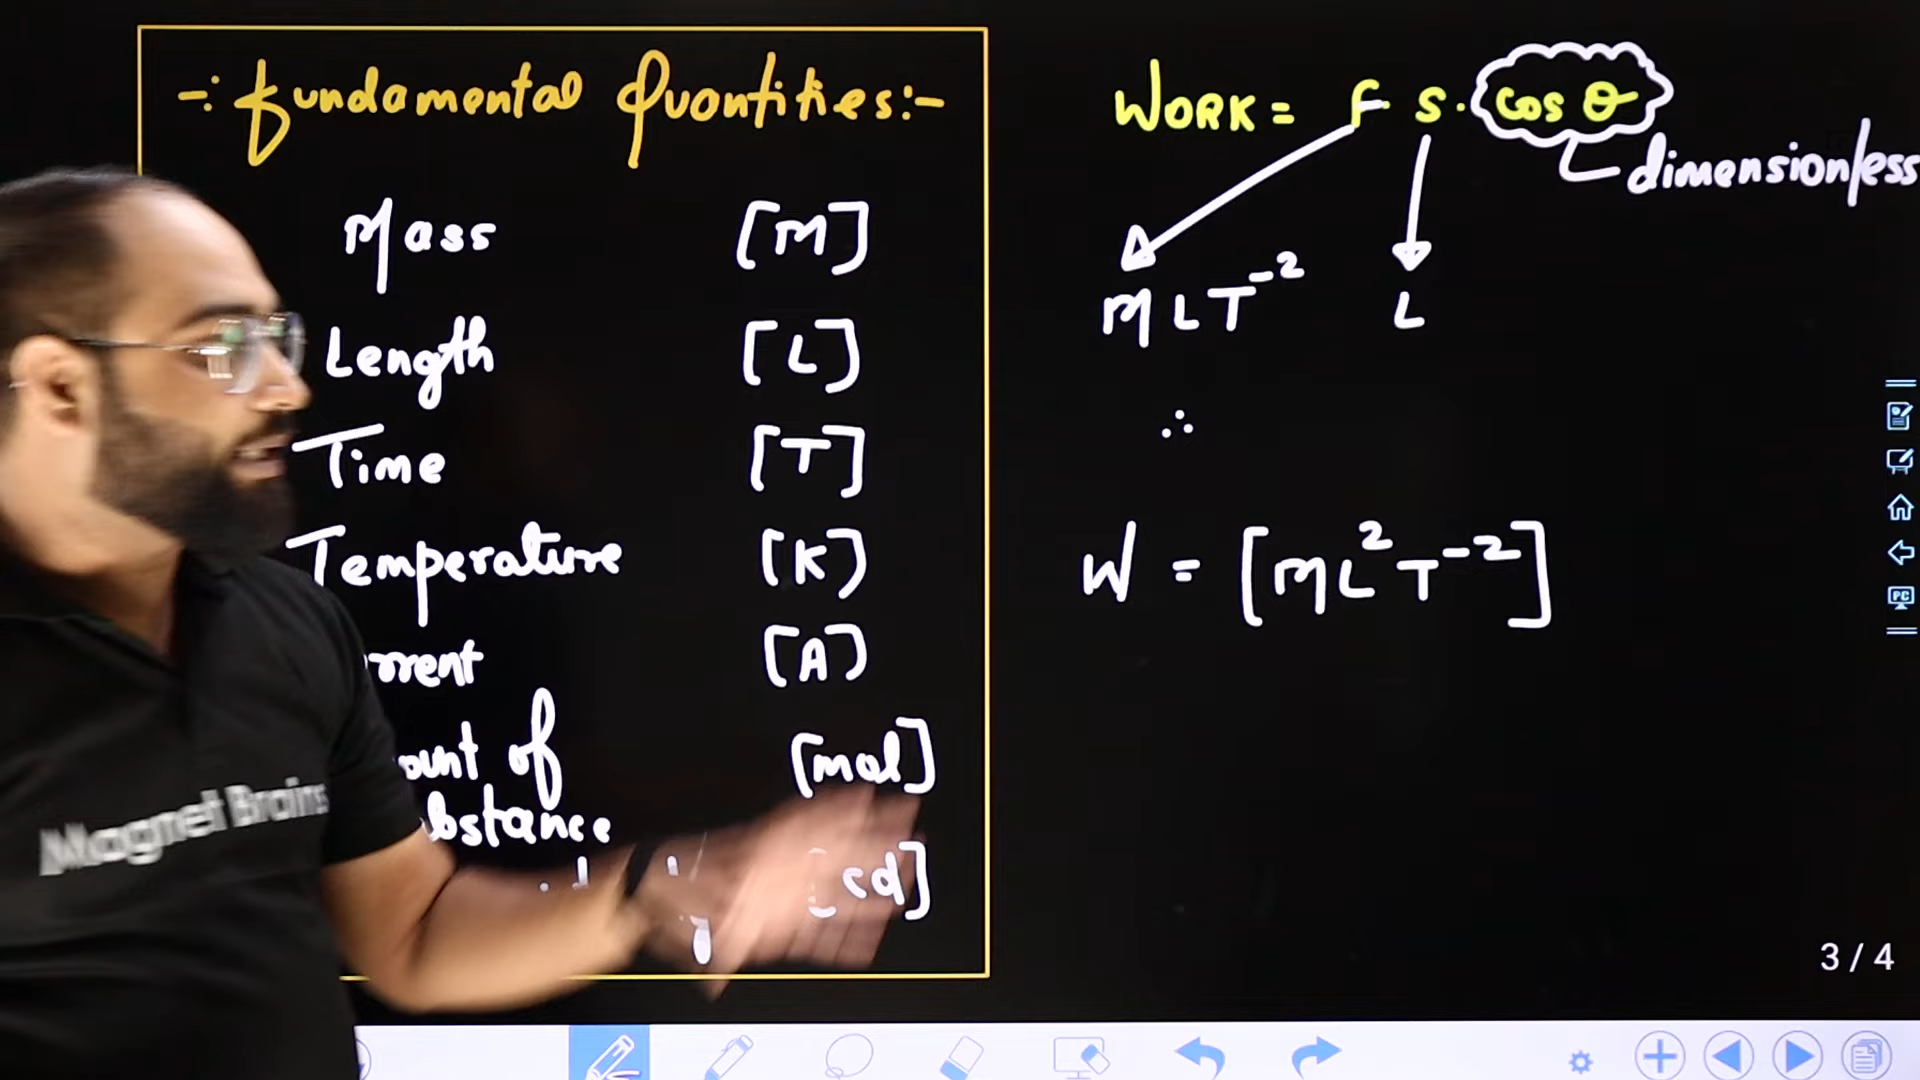 -: Fundamental Quantities:-
Mass [M]
Length [L]
Time [T]
Temperature [K]
rrent [A]
ount of [mol]
bstance
[cd]
WORK = F. S. cos θ
dimensionless
MLT⁻² L
∴
W = [ML²T⁻²]
Magnet Brains
PC
3 / 4